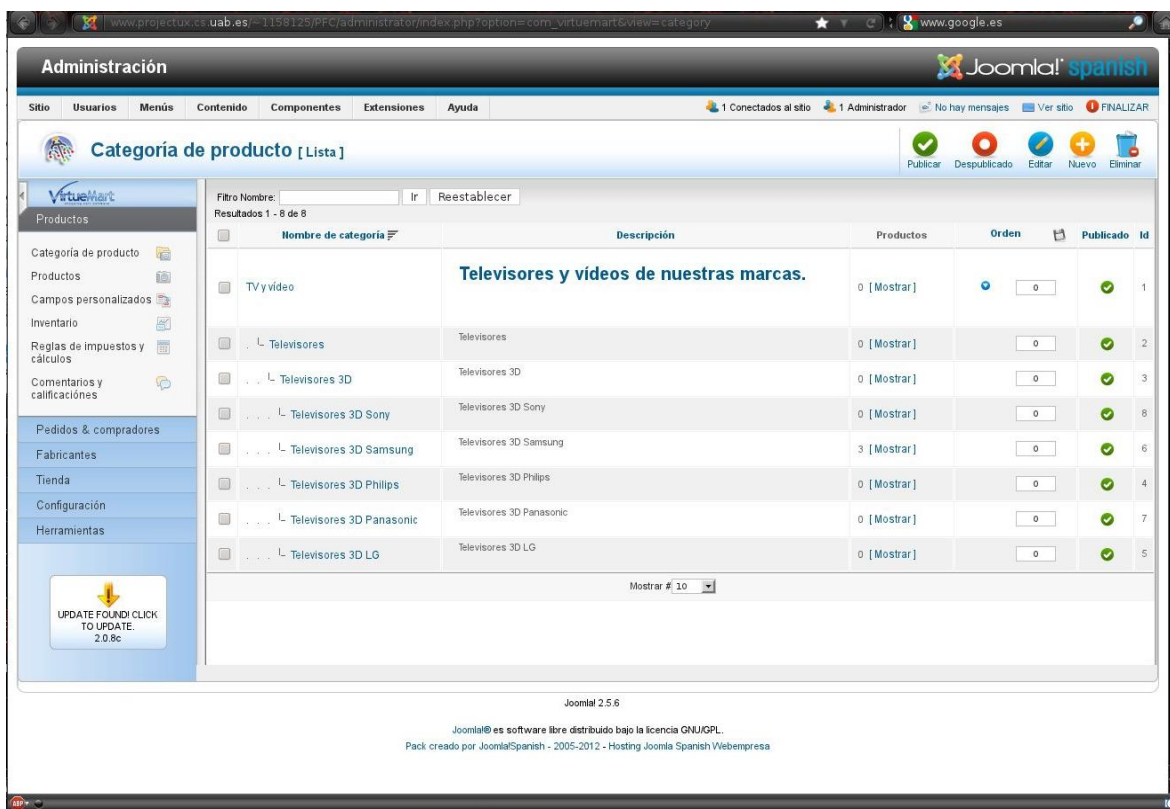 www.projectux.cs.uab.es/~1158125/PFC/administrator/index.php?option=com_virtuemart&view=category
www.google.es
Administración
Joomla! spanish
Sitio Usuarios Menús Contenido Componentes Extensiones Ayuda
1 Conectados al sitio 1 Administrador No hay mensajes Ver sitio FINALIZAR
Categoría de producto [ Lista ]
Publicar Despublicado Editar Nuevo Eliminar
VirtueMart
Productos
Categoría de producto
Productos
Campos personalizados
Inventario
Reglas de impuestos y
cálculos
Comentarios y
calificaciónes
Pedidos & compradores
Fabricantes
Tienda
Configuración
Herramientas
UPDATE FOUND! CLICK
TO UPDATE.
2.0.8c
Filtro Nombre: Ir Reestablecer
Resultados 1 - 8 de 8
Nombre de categoría Descripción Productos Orden Publicado Id
TV y vídeo Televisores y vídeos de nuestras marcas. 0 [ Mostrar ] 0 1
. Televisores Televisores 0 [ Mostrar ] 0 2
. . Televisores 3D Televisores 3D 0 [ Mostrar ] 0 3
. . . Televisores 3D Sony Televisores 3D Sony 0 [ Mostrar ] 0 8
. . . Televisores 3D Samsung Televisores 3D Samsung 3 [ Mostrar ] 0 6
. . . Televisores 3D Philips Televisores 3D Philips 0 [ Mostrar ] 0 4
. . . Televisores 3D Panasonic Televisores 3D Panasonic 0 [ Mostrar ] 0 7
. . . Televisores 3D LG Televisores 3D LG 0 [ Mostrar ] 0 5
Mostrar # 10
Joomla! 2.5.6
Joomla!® es software libre distribuido bajo la licencia GNU/GPL.
Pack creado por Joomla!Spanish - 2005-2012 - Hosting Joomla Spanish Webempresa
ABP